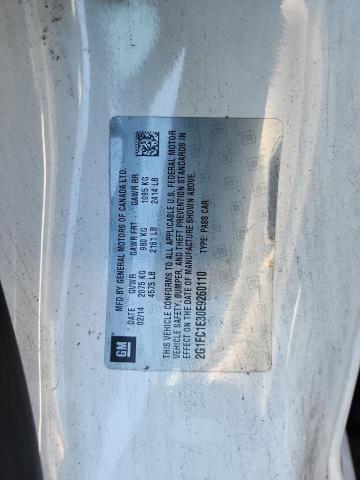 GM
MFD BY GENERAL MOTORS OF CANADA LTD.
DATE GVWR GAWR FRT GAWR RR
02/14 2075 KG 980 KG 1095 KG
4575 LB 2161 LB 2414 LB
THIS VEHICLE CONFORMS TO ALL APPLICABLE U.S. FEDERAL MOTOR
VEHICLE SAFETY, BUMPER, AND THEFT PREVENTION STANDARDS IN
EFFECT ON THE DATE OF MANUFACTURE SHOWN ABOVE.
2G1FC1E30E9260110 TYPE: PASS CAR